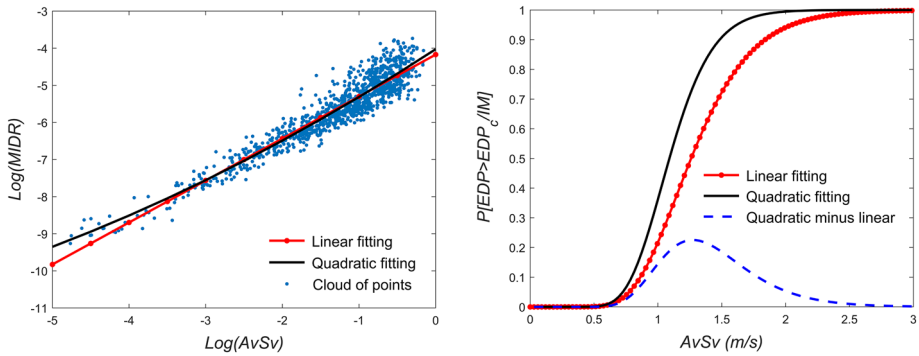 -3
-4
-5
-6
-7
-8
-9
-10
-11
Log(MIDR)
Linear fitting
Quadratic fitting
Cloud of points
-5 -4 -3 -2 -1 0
Log(AvSv)
1
0.9
0.8
0.7
0.6
0.5
0.4
0.3
0.2
0.1
0
P[EDP>EDPc/IM]
Linear fitting
Quadratic fitting
Quadratic minus linear
0 0.5 1 1.5 2 2.5 3
AvSv (m/s)